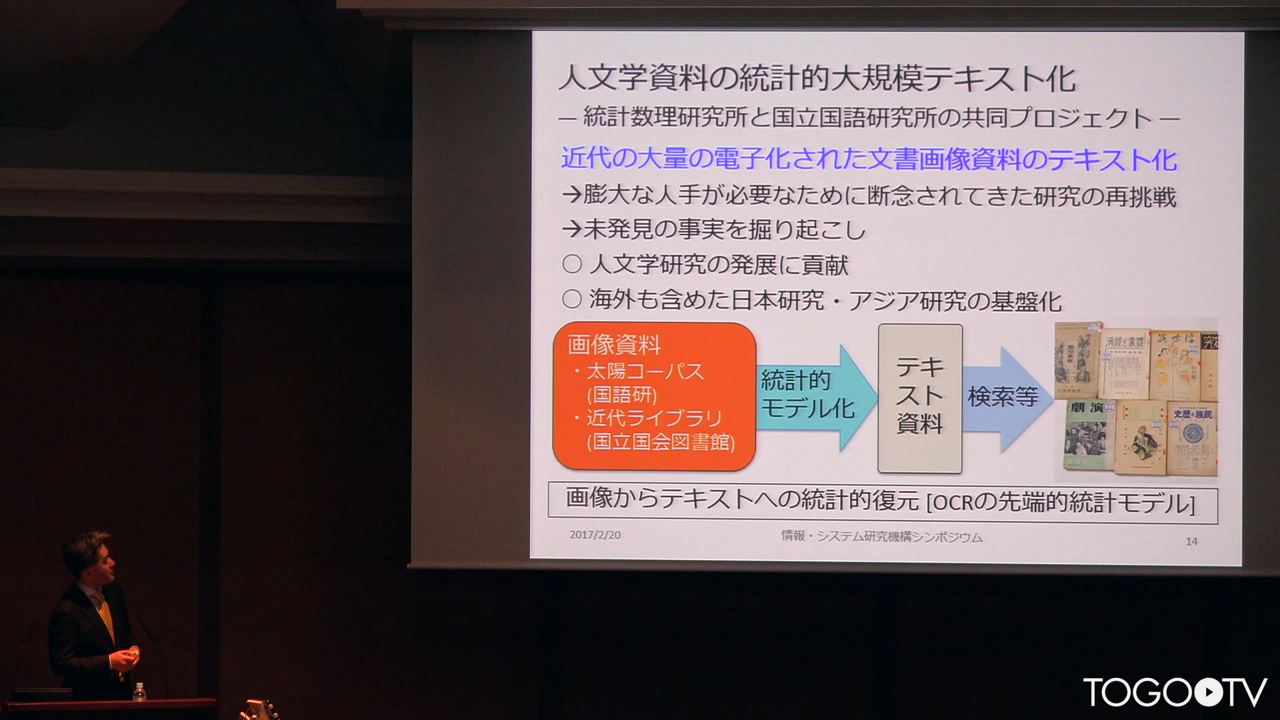 人文学資料の統計的大規模テキスト化
― 統計数理研究所と国立国語研究所の共同プロジェクト ―
近代の大量の電子化された文書画像資料のテキスト化
→膨大な人手が必要なために断念されてきた研究の再挑戦
→未発見の事実を掘り起こし
○ 人文学研究の発展に貢献
○ 海外も含めた日本研究・アジア研究の基盤化
画像資料
・太陽コーパス
(国語研)
・近代ライブラリ
(国立国会図書館)
統計的
モデル化
テキ
スト
資料
検索等
劇演
史歴と族民
画像からテキストへの統計的復元 [OCRの先端的統計モデル]
2017/2/20
情報・システム研究機構シンポジウム
14
TOGOTV